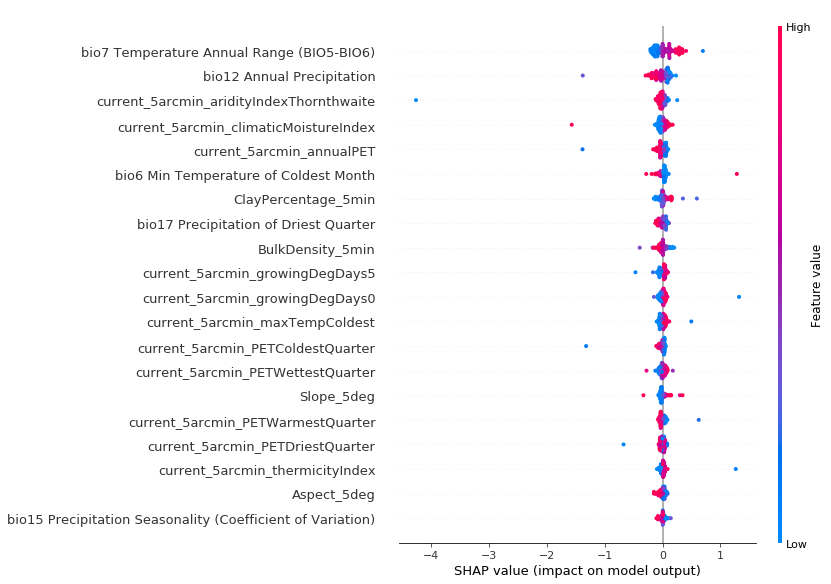 High
bio7 Temperature Annual Range (BIO5-BIO6)
bio12 Annual Precipitation
current_5arcmin_aridityIndexThornthwaite
current_5arcmin_climaticMoistureIndex
current_5arcmin_annualPET
bio6 Min Temperature of Coldest Month
ClayPercentage_5min
bio17 Precipitation of Driest Quarter
BulkDensity_5min
current_5arcmin_growingDegDays5
current_5arcmin_growingDegDays0
current_5arcmin_maxTempColdest
current_5arcmin_PETColdestQuarter
current_5arcmin_PETWettestQuarter
Slope_5deg
current_5arcmin_PETWarmestQuarter
current_5arcmin_PETDriestQuarter
current_5arcmin_thermicityIndex
Aspect_5deg
bio15 Precipitation Seasonality (Coefficient of Variation)
Feature value
Low
−4 −3 −2 −1 0 1
SHAP value (impact on model output)